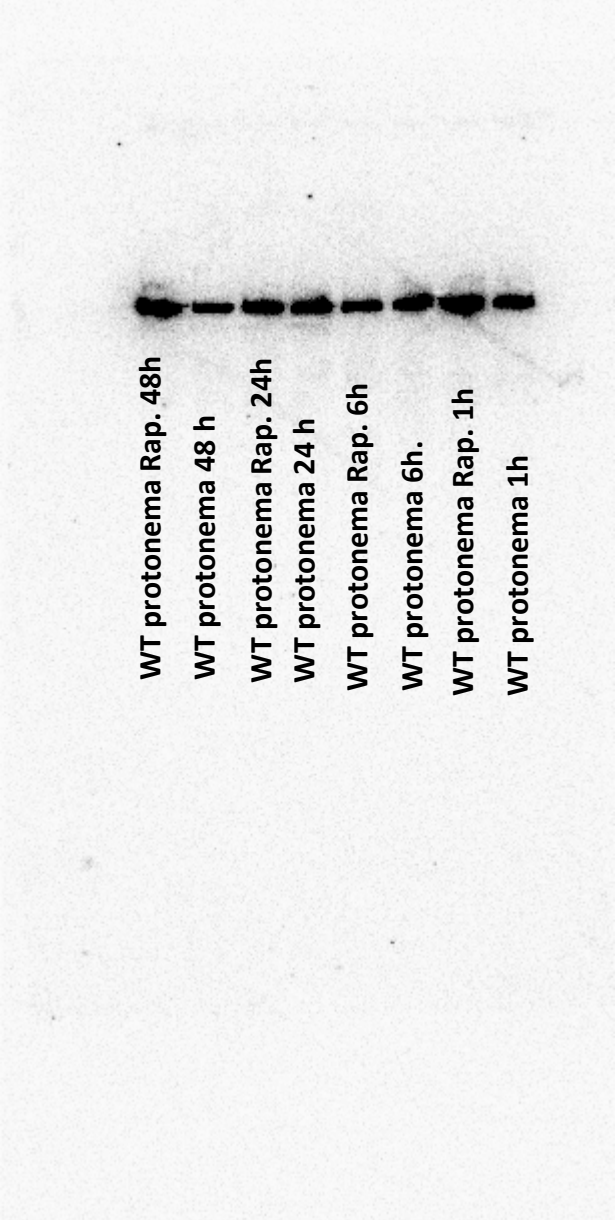 WT protonema Rap. 48h
WT protonema 48 h
WT protonema Rap. 24h
WT protonema 24 h
WT protonema Rap. 6h
WT protonema 6h.
WT protonema Rap. 1h
WT protonema 1h